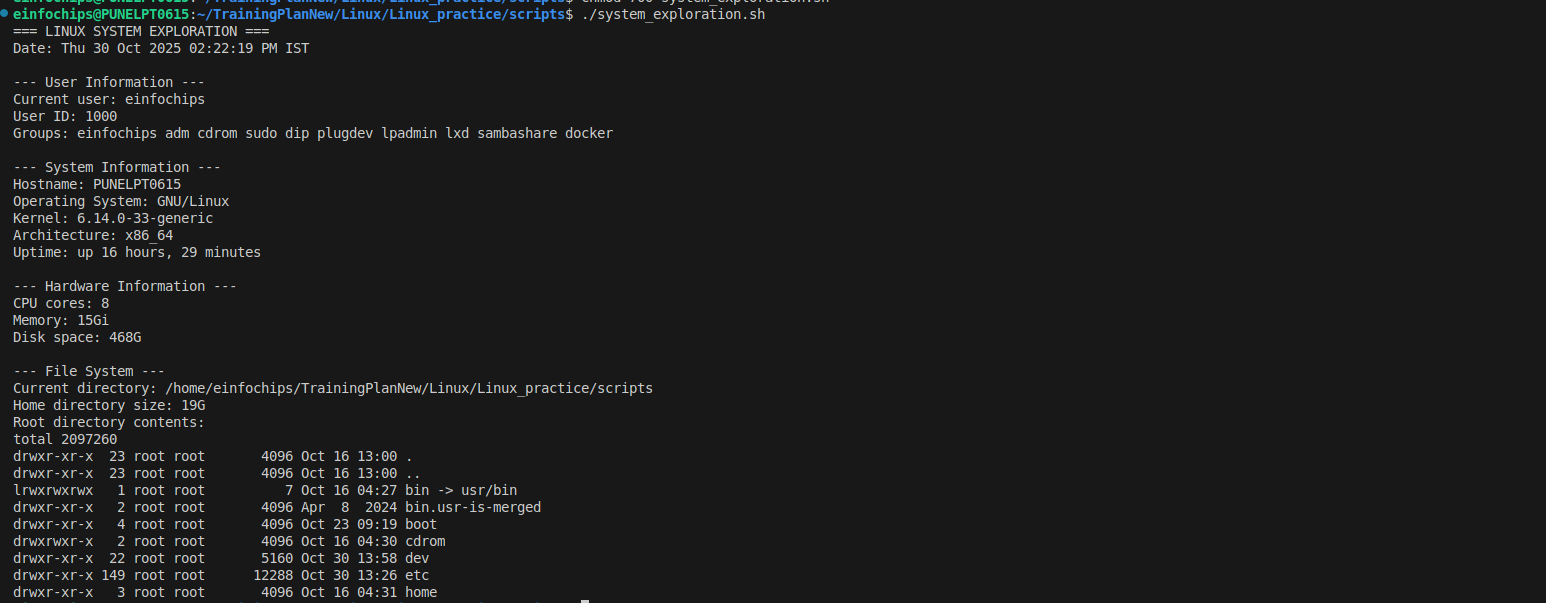 einfochips@PUNELPT0615:~/TrainingPlanNew/Linux/Linux_practice/scripts$ chmod 700 system_exploration.sh
einfochips@PUNELPT0615:~/TrainingPlanNew/Linux/Linux_practice/scripts$ ./system_exploration.sh
=== LINUX SYSTEM EXPLORATION ===
Date: Thu 30 Oct 2025 02:22:19 PM IST
--- User Information ---
Current user: einfochips
User ID: 1000
Groups: einfochips adm cdrom sudo dip plugdev lpadmin lxd sambashare docker
--- System Information ---
Hostname: PUNELPT0615
Operating System: GNU/Linux
Kernel: 6.14.0-33-generic
Architecture: x86_64
Uptime: up 16 hours, 29 minutes
--- Hardware Information ---
CPU cores: 8
Memory: 15Gi
Disk space: 468G
--- File System ---
Current directory: /home/einfochips/TrainingPlanNew/Linux/Linux_practice/scripts
Home directory size: 19G
Root directory contents:
total 2097260
drwxr-xr-x  23 root root       4096 Oct 16 13:00 .
drwxr-xr-x  23 root root       4096 Oct 16 13:00 ..
lrwxrwxrwx   1 root root          7 Oct 16 04:27 bin -> usr/bin
drwxr-xr-x   2 root root       4096 Apr  8  2024 bin.usr-is-merged
drwxr-xr-x   4 root root       4096 Oct 23 09:19 boot
drwxrwxr-x   2 root root       4096 Oct 16 04:30 cdrom
drwxr-xr-x  22 root root       5160 Oct 30 13:58 dev
drwxr-xr-x 149 root root      12288 Oct 30 13:26 etc
drwxr-xr-x   3 root root       4096 Oct 16 04:31 home